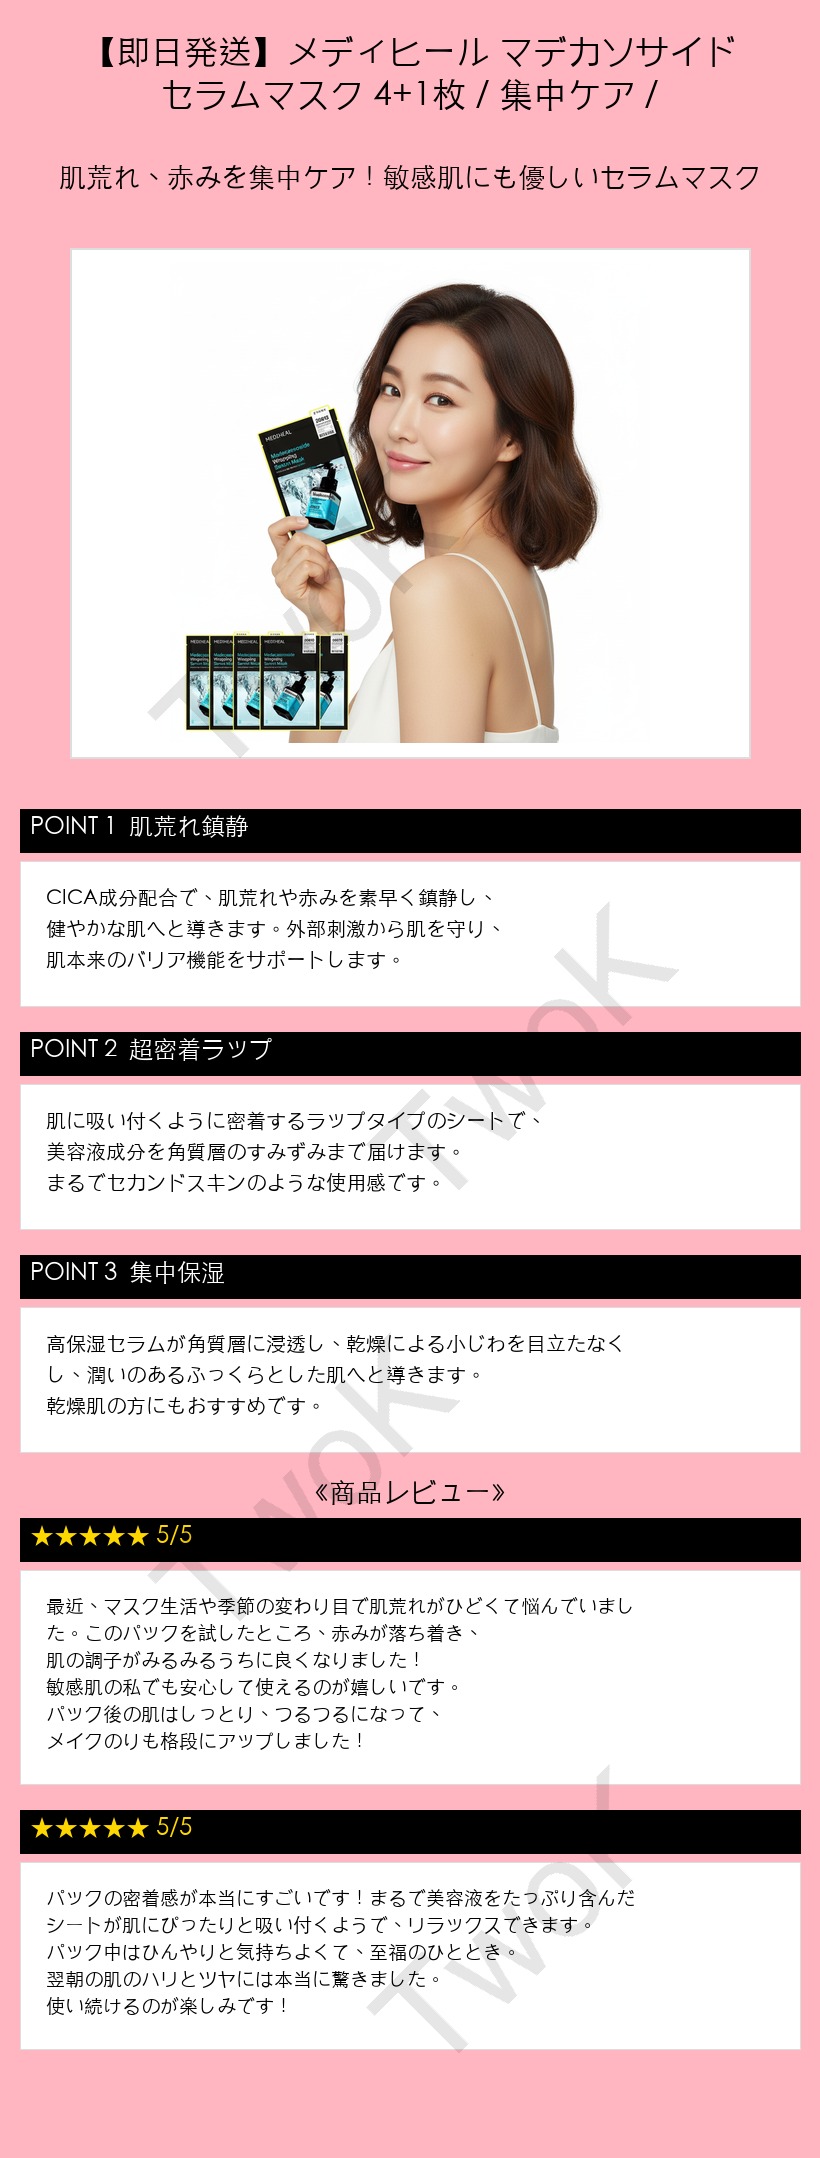 【即日発送】メディヒール マデカソサイド
セラムマスク 4+1枚 / 集中ケア /
肌荒れ、赤みを集中ケア！敏感肌にも優しいセラムマスク
MEDIHEAL
Madecassoside
Wrapping
Serum Mask
MEDIHEAL
MEDIHEAL
MEDIHEAL
MEDIHEAL
TwoK
POINT 1 肌荒れ鎮静
CICA成分配合で、肌荒れや赤みを素早く鎮静し、
健やかな肌へと導きます。外部刺激から肌を守り、
肌本来のバリア機能をサポートします。
TwoK
POINT 2 超密着ラップ
肌に吸い付くように密着するラップタイプのシートで、
美容液成分を角質層のすみずみまで届けます。
まるでセカンドスキンのような使用感です。
POINT 3 集中保湿
高保湿セラムが角質層に浸透し、乾燥による小じわを目立たなく
し、潤いのあるふっくらとした肌へと導きます。
乾燥肌の方にもおすすめです。
TwoK
《商品レビュー》
★★★★★ 5/5
最近、マスク生活や季節の変わり目で肌荒れがひどくて悩んでいまし
た。このパックを試したところ、赤みが落ち着き、
肌の調子がみるみるうちに良くなりました！
敏感肌の私でも安心して使えるのが嬉しいです。
パック後の肌はしっとり、つるつるになって、
メイクのりも格段にアップしました！
★★★★★ 5/5
パックの密着感が本当にすごいです！まるで美容液をたっぷり含んだ
シートが肌にぴったりと吸い付くようで、リラックスできます。
パック中はひんやりと気持ちよくて、至福のひととき。
翌朝の肌のハリとツヤには本当に驚きました。
使い続けるのが楽しみです！
TwoK